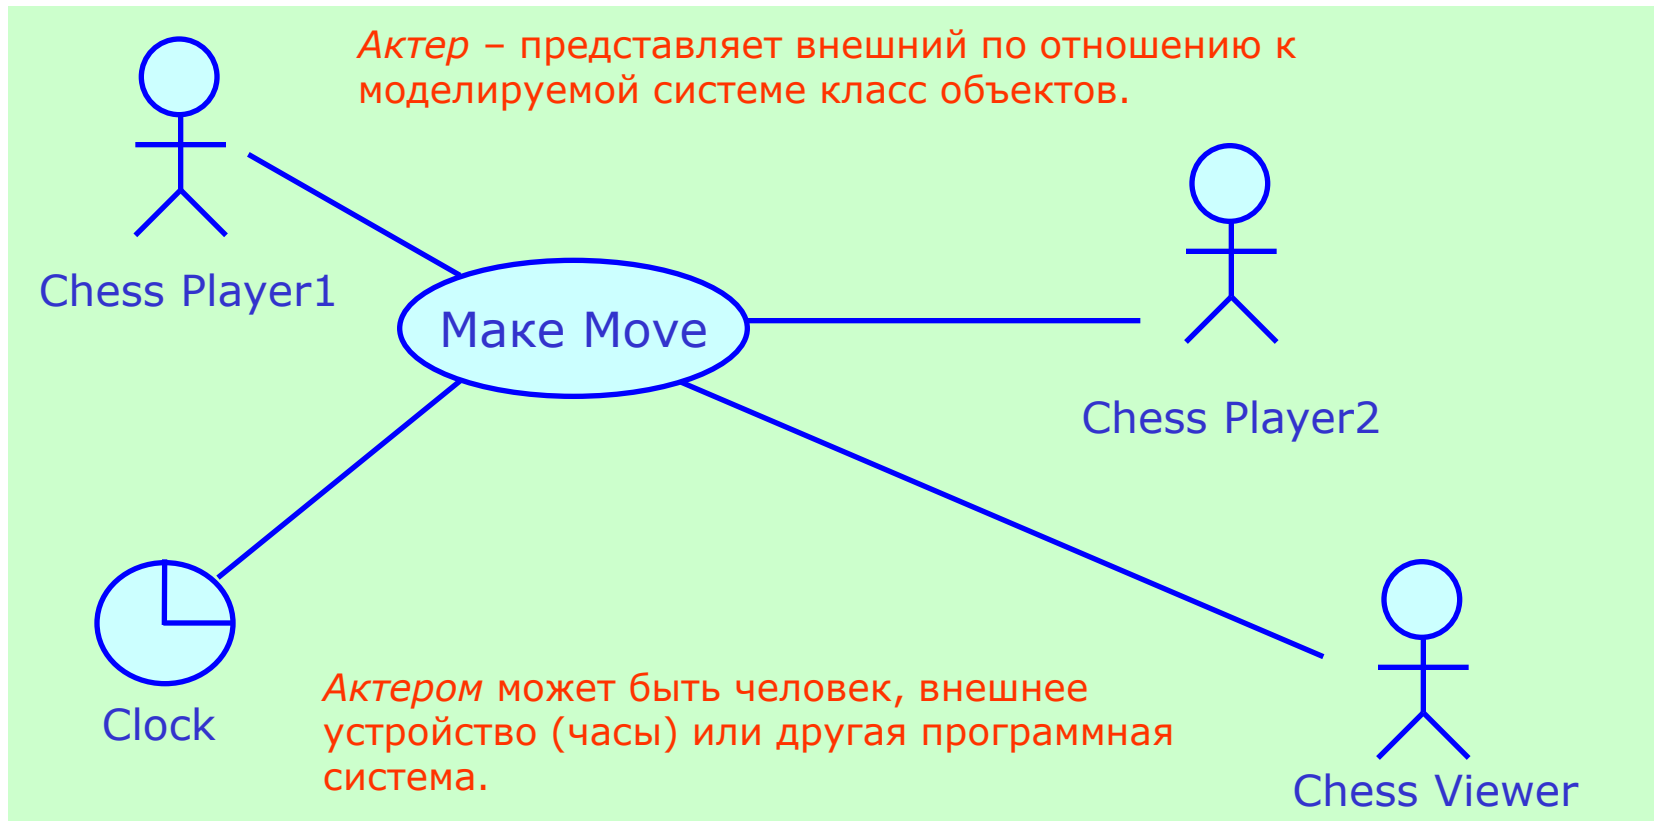 Актер – представляет внешний по отношению к
моделируемой системе класс объектов.
Chess Player1
Маке Move
Chess Player2
Clock
Актером может быть человек, внешнее
устройство (часы) или другая программная
система.
Chess Viewer